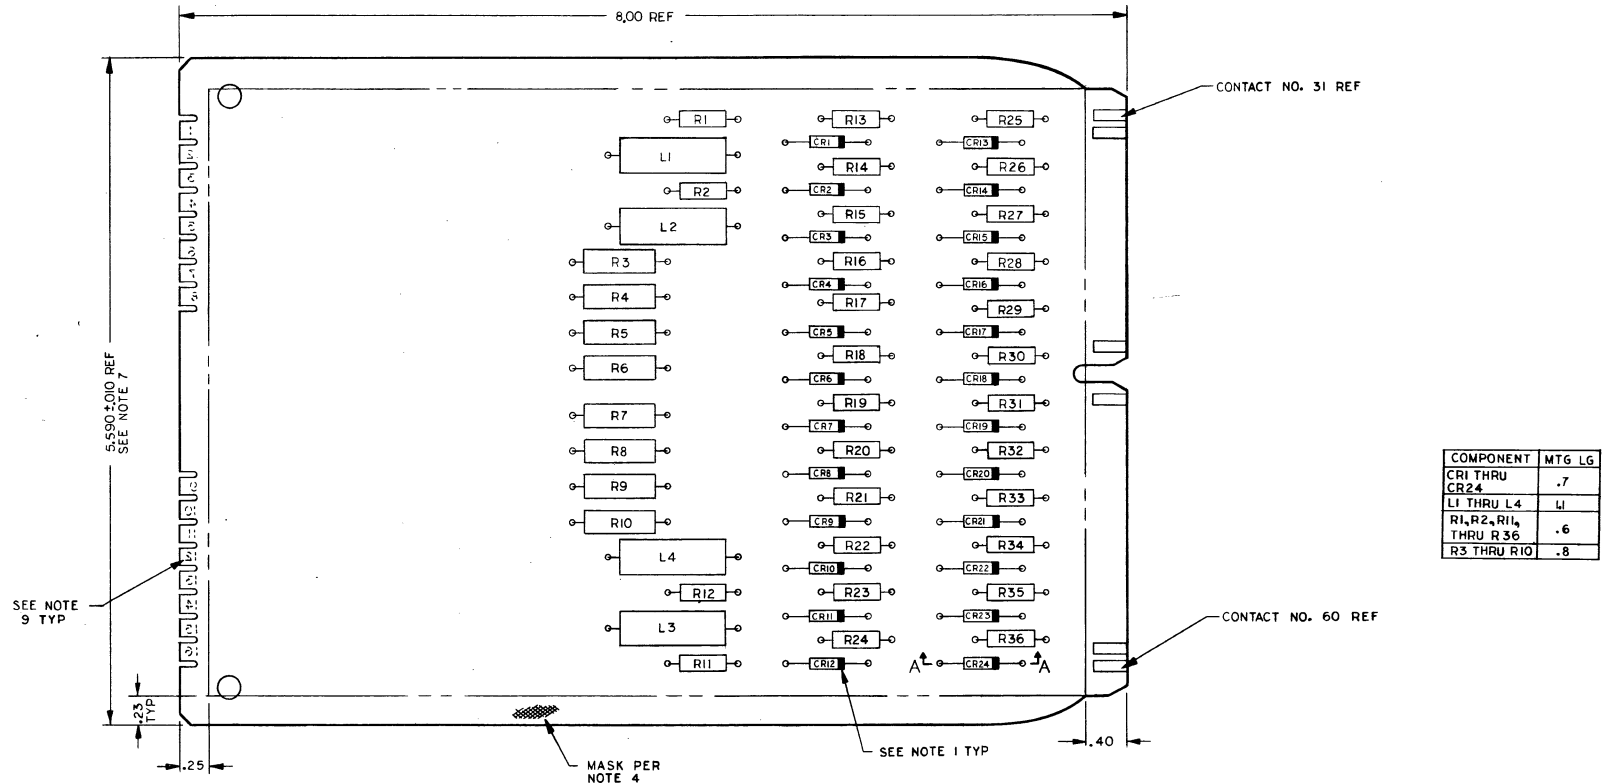 8.00 REF
CONTACT NO. 31 REF
R1 R13 R25
CR1 CR13
L1 R14 R26
R2 CR2 CR14
L2 R15 R27
CR3 CR15
R3 R16 R28
CR4 CR16
R4 R17 R29
R5 CR5 CR17
R18 R30
R6 CR6 CR18
R19 R31
R7 CR7 CR19
R8 R20 R32
CR8 CR20
R9 R21 R33
R10 CR9 CR21
L4 R22 R34
CR10 CR22
R12 R23 R35
CR11 CR23
L3 R24 R36
R11 CR12 A CR24 A
5.590±.010 REF
SEE NOTE 7
SEE NOTE
9 TYP
.23
TYP
.25
MASK PER
NOTE 4
SEE NOTE 1 TYP
.40
CONTACT NO. 60 REF
COMPONENT MTG LG
CR1 THRU
CR24 .7
L1 THRU L4 1.1
R1, R2, R11,
THRU R36 .6
R3 THRU R10 .8